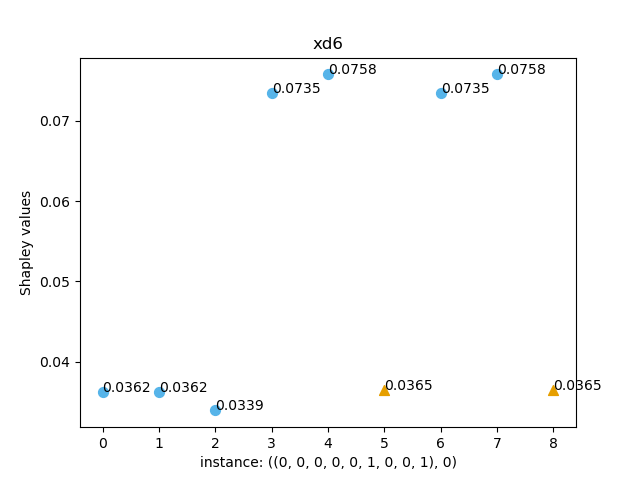 xd6
0.0758 0.0758
0.0735 0.0735
0.07
0.06
Shapley values
0.05
0.04
0.0362 0.0362 0.0365 0.0365
0.0339
0 1 2 3 4 5 6 7 8
instance: ((0, 0, 0, 0, 0, 1, 0, 0, 1), 0)